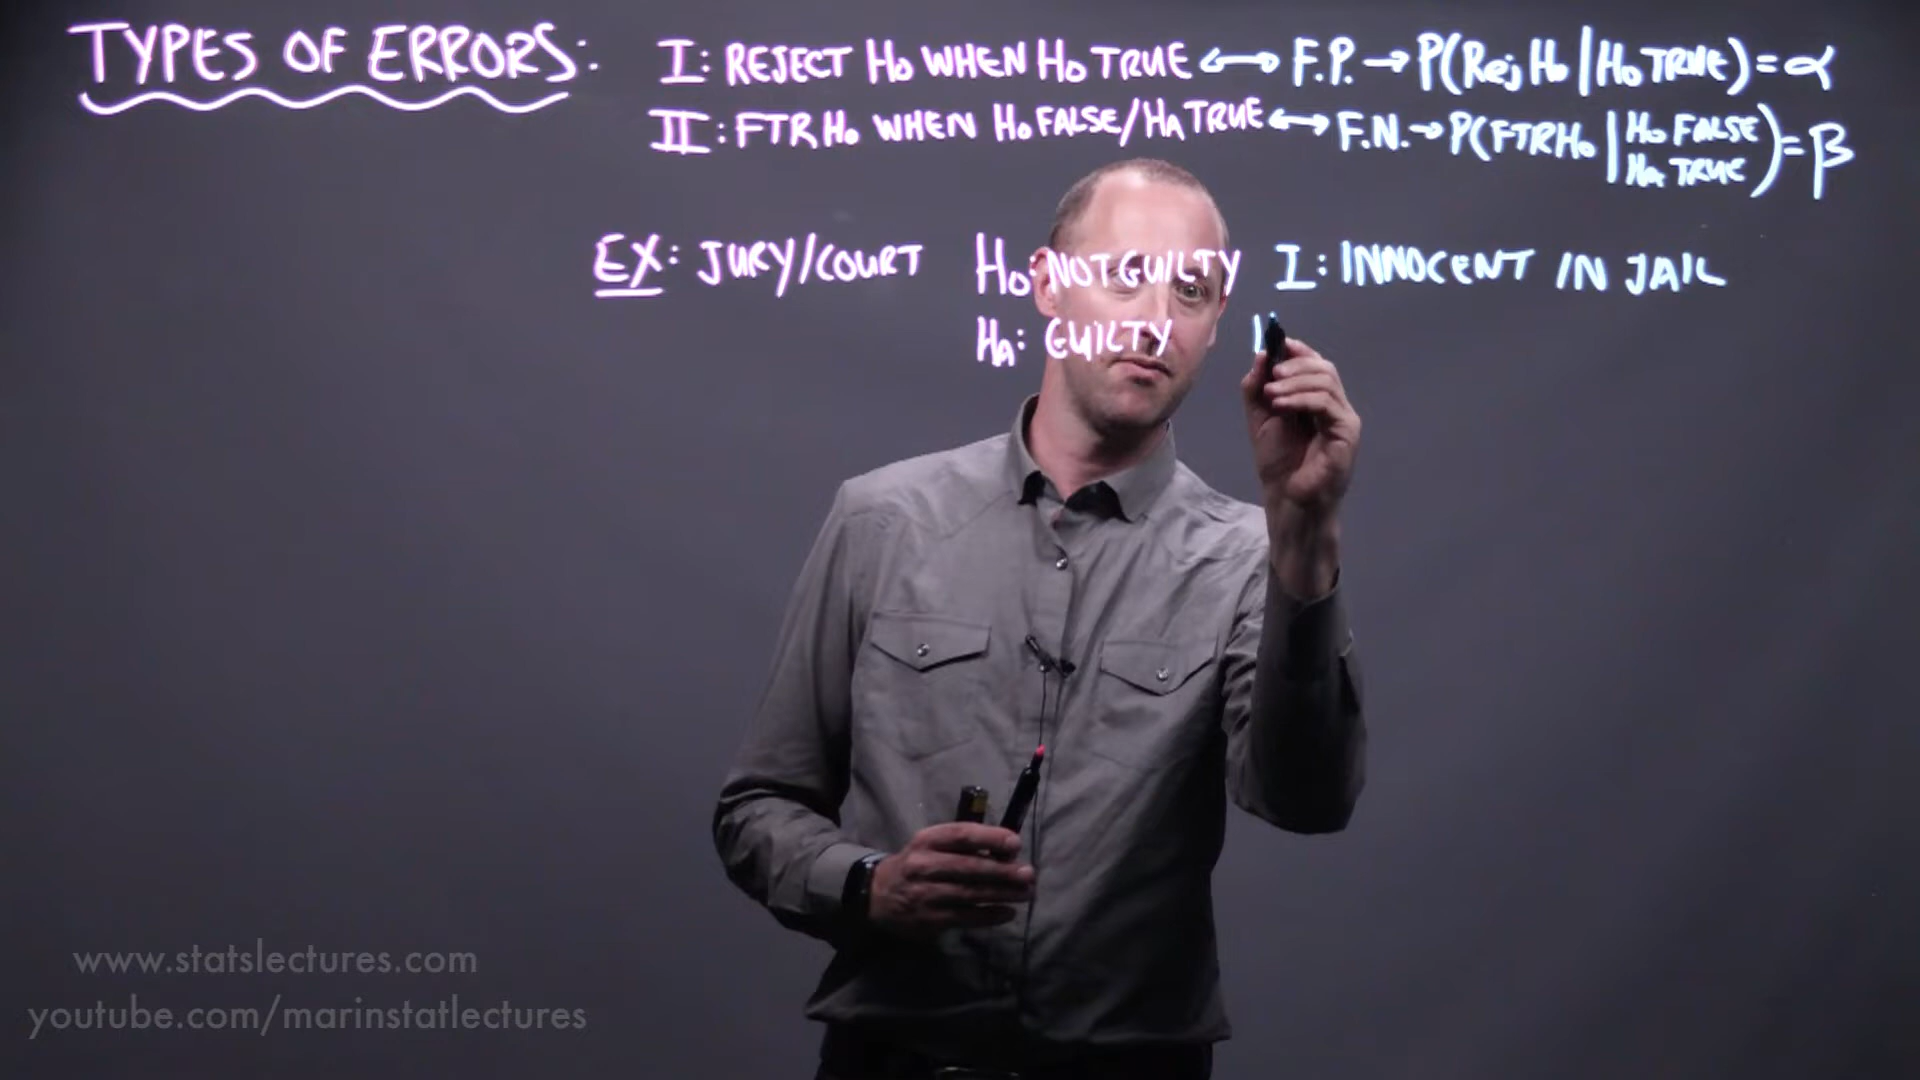 TYPES OF ERRORS:
I: REJECT H₀ WHEN H₀ TRUE ↔ F.P. → P(Rej H₀ | H₀ TRUE) = α
II: FTR H₀ WHEN H₀ FALSE/Hₐ TRUE ↔ F.N. → P(FTR H₀ | H₀ FALSE Hₐ TRUE) = β
EX: JURY/COURT H₀: NOT GUILTY I: INNOCENT IN JAIL
Hₐ: GUILTY
www.statslectures.com
youtube.com/marinstatlectures